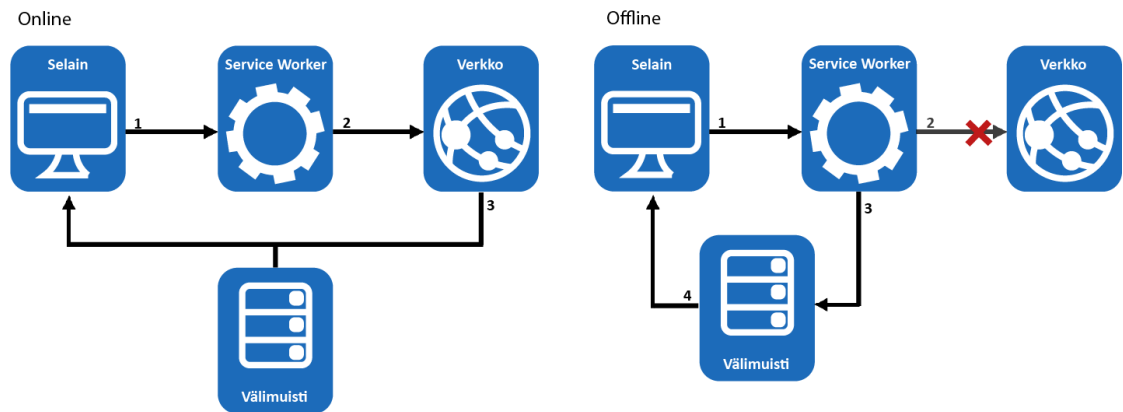 Online
Selain
Service Worker
Verkko
1
2
3
Välimuisti
Offline
Selain
Service Worker
Verkko
1
2
3
4
Välimuisti